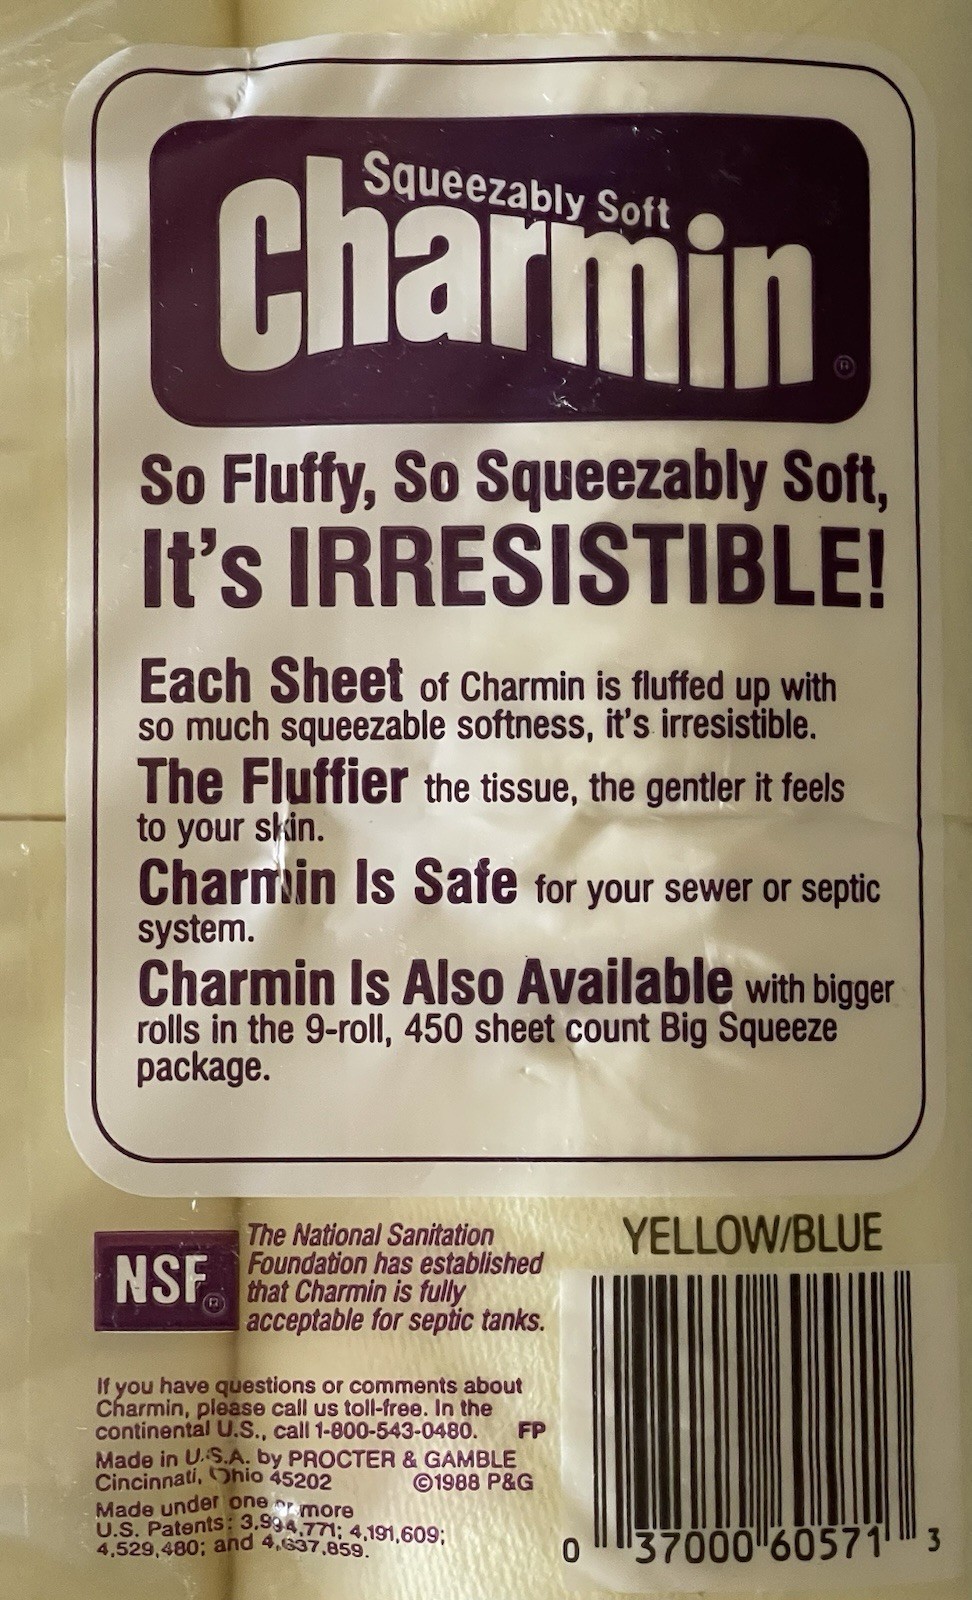 Squeezably Soft
Charmin®
So Fluffy, So Squeezably Soft,
It's IRRESISTIBLE!
Each Sheet of Charmin is fluffed up with
so much squeezable softness, it's irresistible.
The Fluffier the tissue, the gentler it feels
to your skin.
Charmin Is Safe for your sewer or septic
system.
Charmin Is Also Available with bigger
rolls in the 9-roll, 450 sheet count Big Squeeze
package.
NSF®
The National Sanitation
Foundation has established
that Charmin is fully
acceptable for septic tanks.
YELLOW/BLUE
If you have questions or comments about
Charmin, please call us toll-free. In the
continental U.S., call 1-800-543-0480. FP
Made in U.S.A. by PROCTER & GAMBLE
Cincinnati, Ohio 45202 ©1988 P&G
Made under one or more
U.S. Patents: 3,994,771; 4,191,609;
4,529,480; and 4,637,859.
0 37000 60571 3